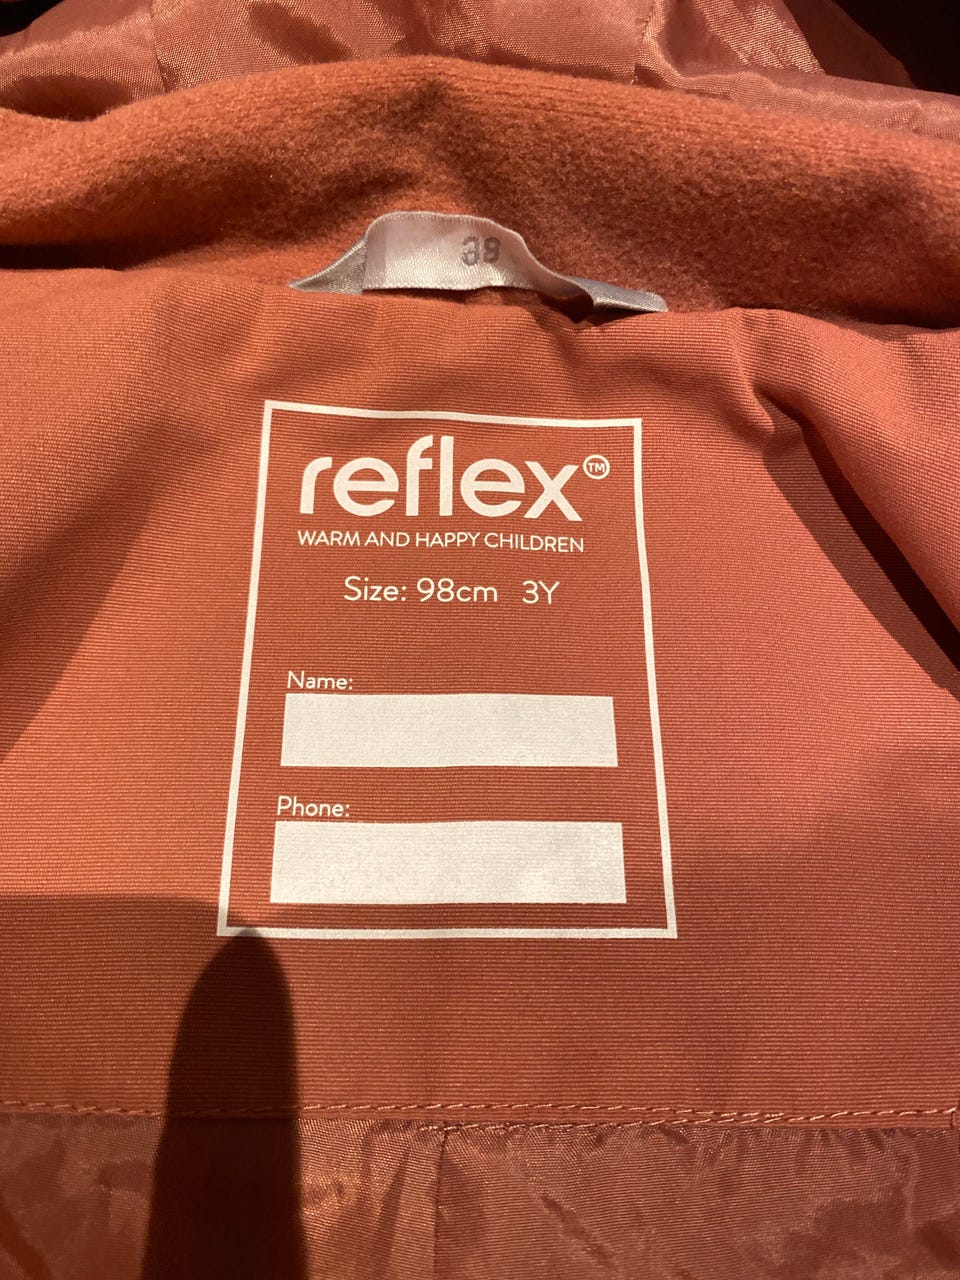 38
reflex™
WARM AND HAPPY CHILDREN
Size: 98cm 3Y
Name:
Phone: